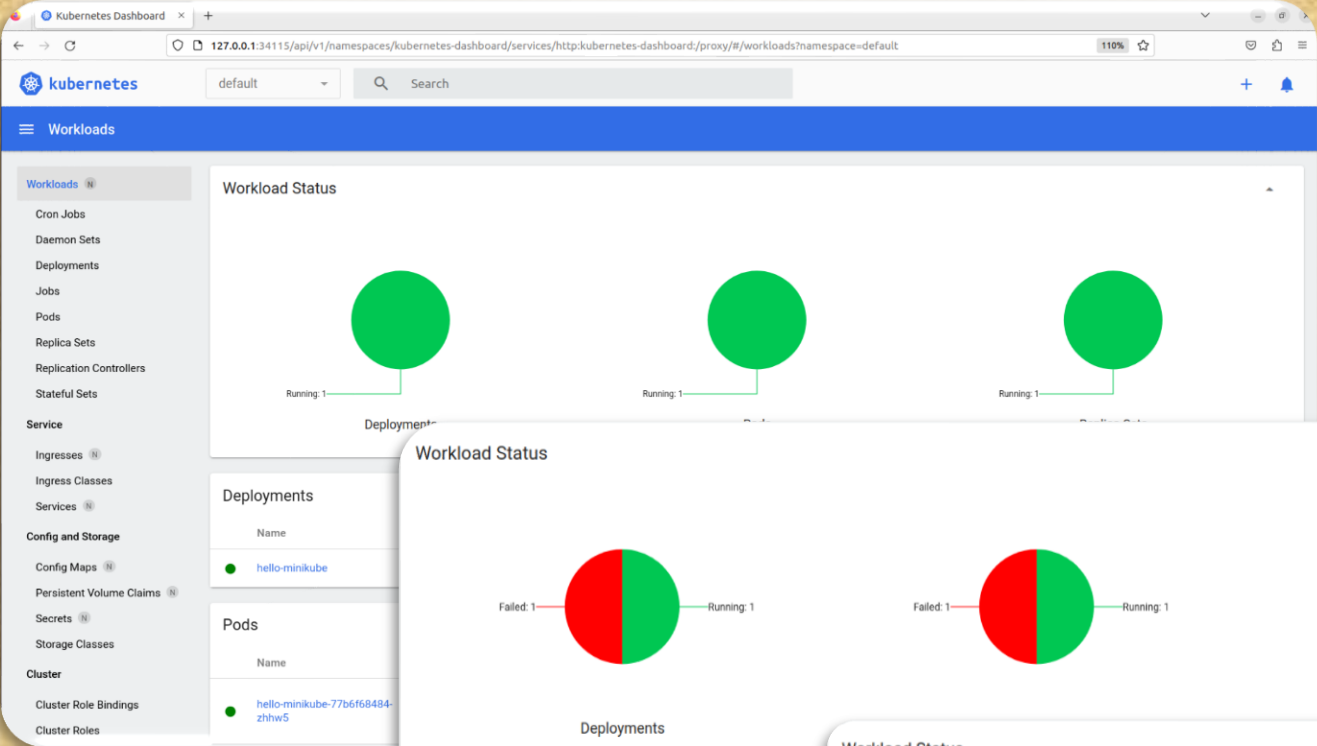 Kubernetes Dashboard
127.0.0.1:34115/api/v1/namespaces/kubernetes-dashboard/services/http:kubernetes-dashboard:/proxy/#/workloads?namespace=default
110%
kubernetes
default
Search
Workloads
Workloads N
Cron Jobs
Daemon Sets
Deployments
Jobs
Pods
Replica Sets
Replication Controllers
Stateful Sets
Service
Ingresses N
Ingress Classes
Services N
Config and Storage
Config Maps N
Persistent Volume Claims N
Secrets N
Storage Classes
Cluster
Cluster Role Bindings
Cluster Roles
Workload Status
Running: 1
Running: 1
Running: 1
Deployments
Deployments
Name
hello-minikube
Pods
Name
hello-minikube-77b6f68484-
zhhw5
Workload Status
Failed: 1
Running: 1
Failed: 1
Running: 1
Deployments
Workload Status